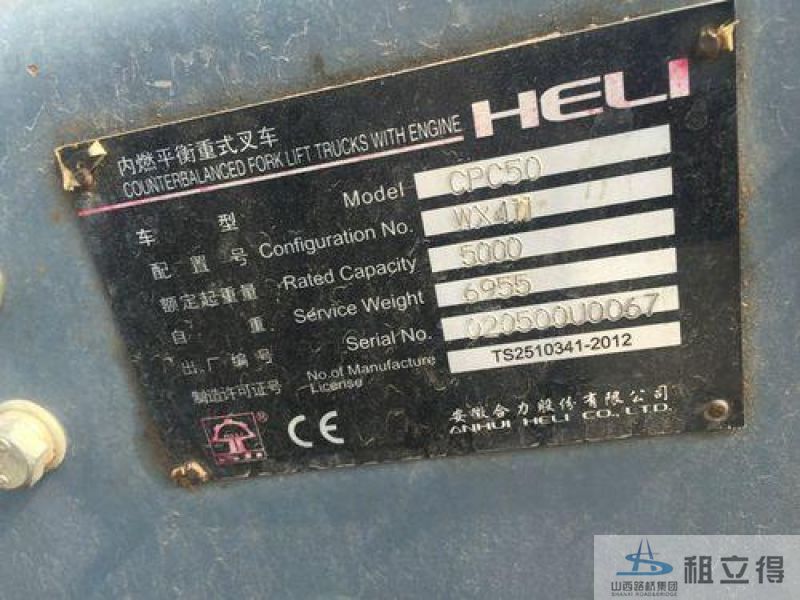 HELI
内燃平衡重式叉车
COUNTERBALANCED FORK LIFT TRUCKS WITH ENGINE
车型 Model CPC50
配置号 Configuration No. WX4Ⅱ
额定起重量 Rated Capacity 5000
自重 Service Weight 6955
出厂编号 Serial No. 020500U0067
制造许可证号 No.of Manufacture License TS2510341-2012
® CE
安徽合力股份有限公司
ANHUI HELI CO., LTD.
山西路桥集团
SHANXI ROAD&BRIDGE
租立得